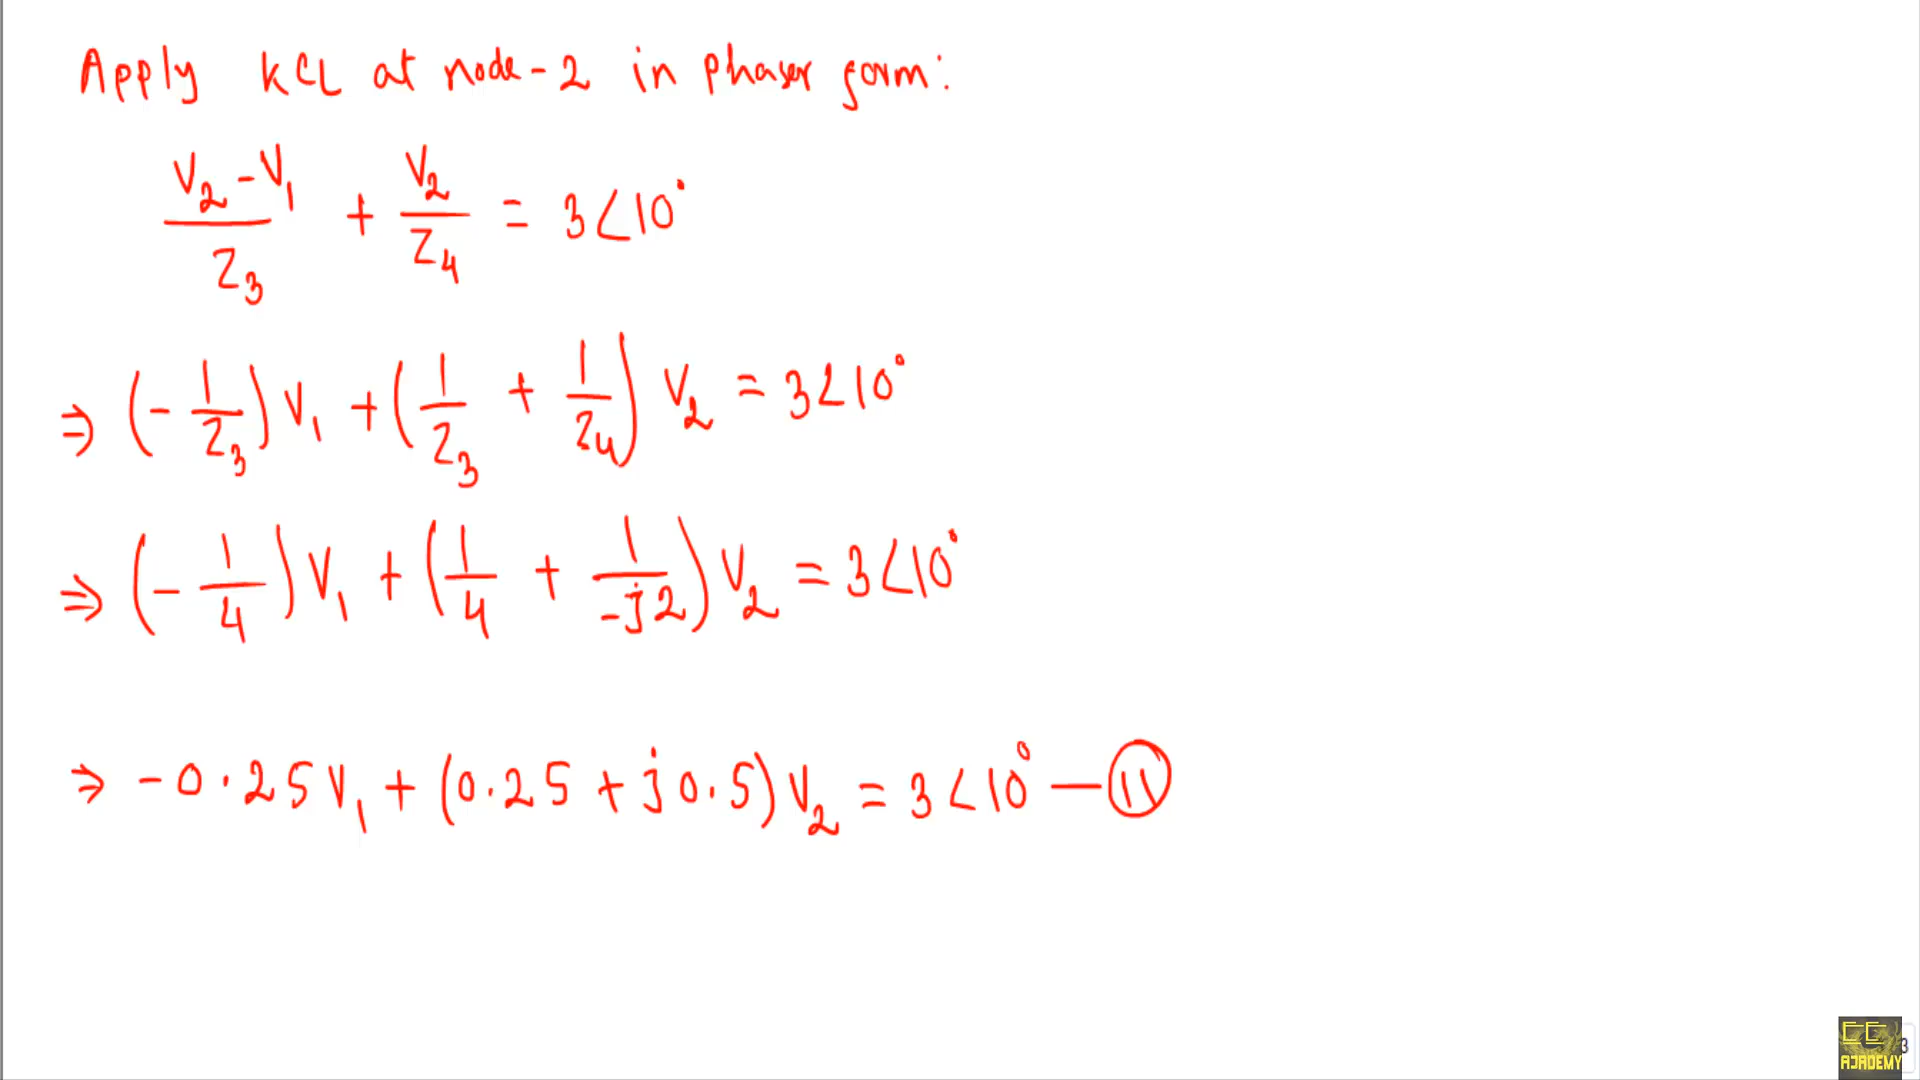 Apply KCL at node-2 in phasor form:
V₂-V₁/Z₃ + V₂/Z₄ = 3∠10°
⇒ (-1/Z₃)V₁ + (1/Z₃ + 1/Z₄)V₂ = 3∠10°
⇒ (-1/4)V₁ + (1/4 + 1/-j2)V₂ = 3∠10°
⇒ -0.25V₁ + (0.25 + j0.5)V₂ = 3∠10° — 11
EE
AJADEMY
3